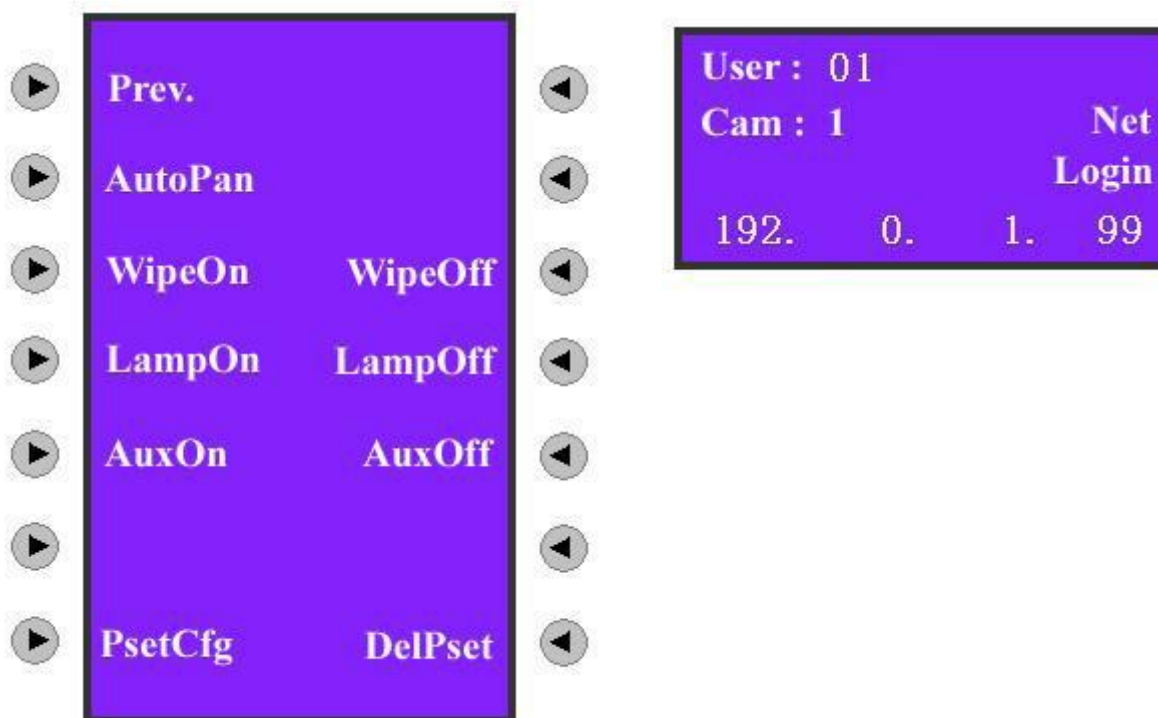 Prev.
AutoPan
WipeOn WipeOff
LampOn LampOff
AuxOn AuxOff
PsetCfg DelPset
User : 01
Cam : 1 Net
Login
192. 0. 1. 99